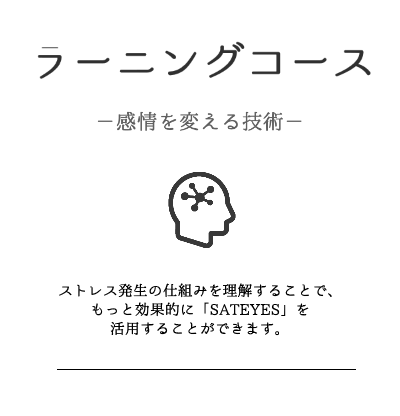 ラーニングコース
－感情を変える技術－
ストレス発生の仕組みを理解することで、
もっと効果的に「SATEYES」を
活用することができます。